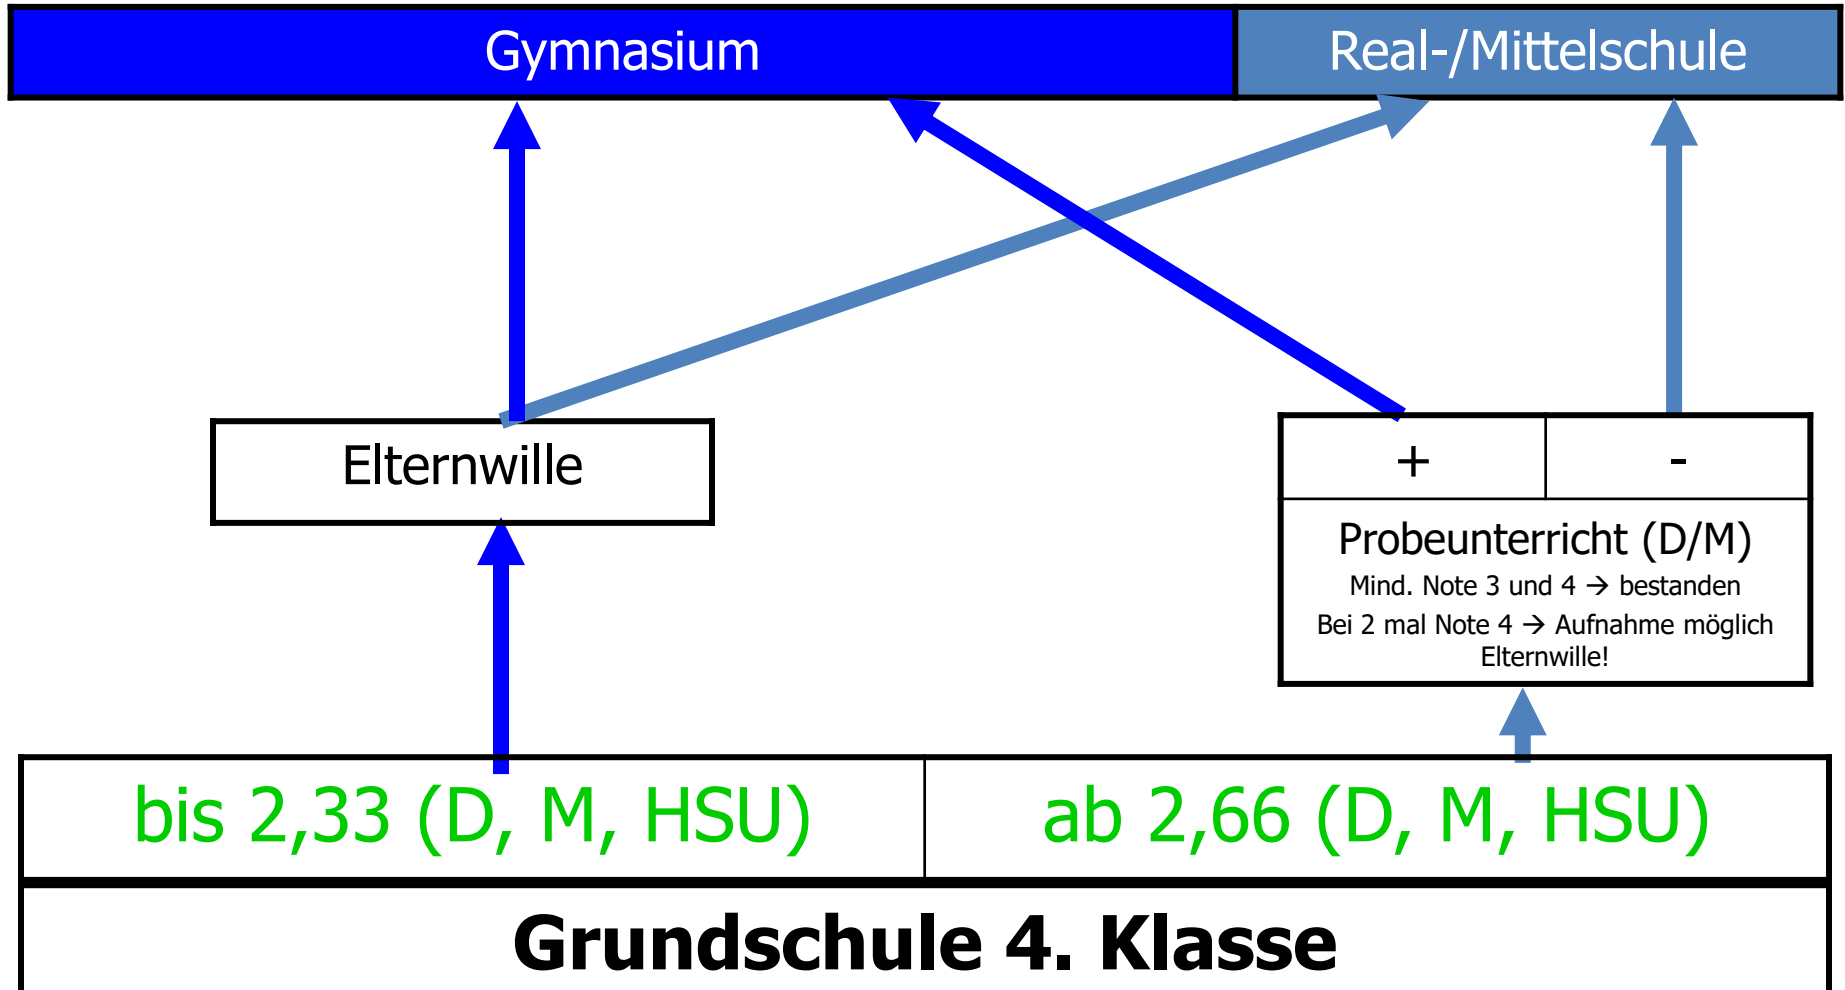 Gymnasium
Real-/Mittelschule
Elternwille
+
-
Probeunterricht (D/M)
Mind. Note 3 und 4 → bestanden
Bei 2 mal Note 4 → Aufnahme möglich
Elternwille!
bis 2,33 (D, M, HSU)
ab 2,66 (D, M, HSU)
Grundschule 4. Klasse